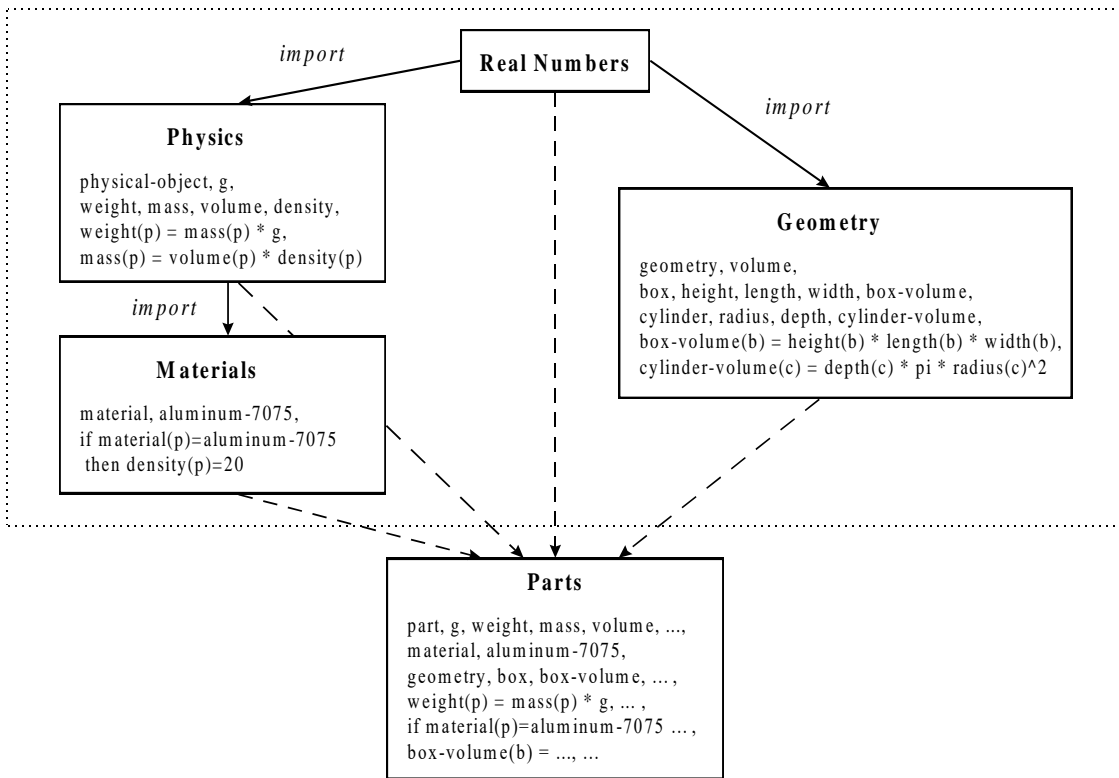 import
Real Numbers
import
Physics
physical-object, g,
weight, mass, volume, density,
weight(p) = mass(p) * g,
mass(p) = volume(p) * density(p)
Geometry
geometry, volume,
box, height, length, width, box-volume,
cylinder, radius, depth, cylinder-volume,
box-volume(b) = height(b) * length(b) * width(b),
cylinder-volume(c) = depth(c) * pi * radius(c)^2
import
Materials
material, aluminum-7075,
if material(p)=aluminum-7075
then density(p)=20
Parts
part, g, weight, mass, volume, ...,
material, aluminum-7075,
geometry, box, box-volume, ... ,
weight(p) = mass(p) * g, ... ,
if material(p)=aluminum-7075 ... ,
box-volume(b) = ..., ...